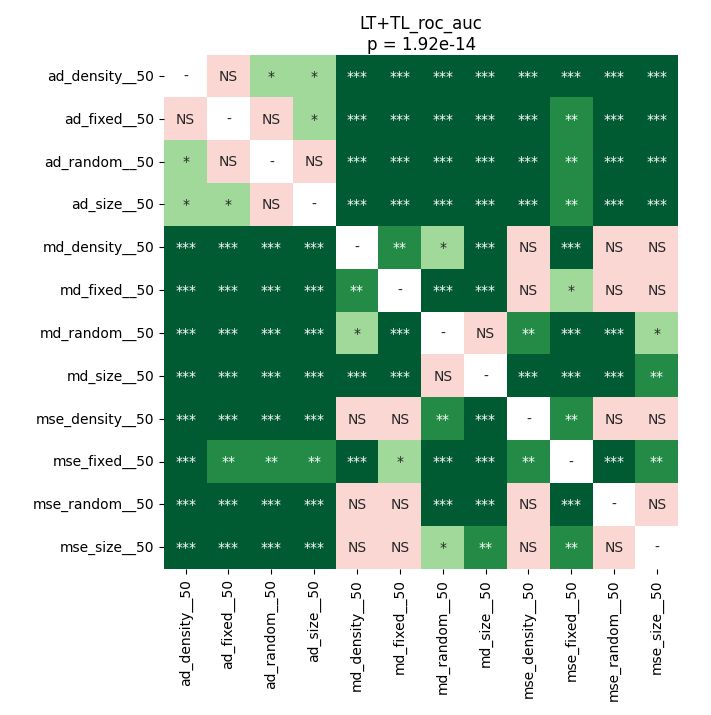 LT+TL_roc_auc
p = 1.92e-14
ad_density__50 - NS * * *** *** *** *** *** *** *** ***
ad_fixed__50 NS - NS * *** *** *** *** *** ** *** ***
ad_random__50 * NS - NS *** *** *** *** *** ** *** ***
ad_size__50 * * NS - *** *** *** *** *** ** *** ***
md_density__50 *** *** *** *** - ** * *** NS *** NS NS
md_fixed__50 *** *** *** *** ** - *** *** NS * NS NS
md_random__50 *** *** *** *** * *** - NS ** *** *** *
md_size__50 *** *** *** *** *** *** NS - *** *** *** **
mse_density__50 *** *** *** *** NS NS ** *** - ** NS NS
mse_fixed__50 *** ** ** ** *** * *** *** ** - *** **
mse_random__50 *** *** *** *** NS NS *** *** NS *** - NS
mse_size__50 *** *** *** *** NS NS * ** NS ** NS -
ad_density__50
ad_fixed__50
ad_random__50
ad_size__50
md_density__50
md_fixed__50
md_random__50
md_size__50
mse_density__50
mse_fixed__50
mse_random__50
mse_size__50